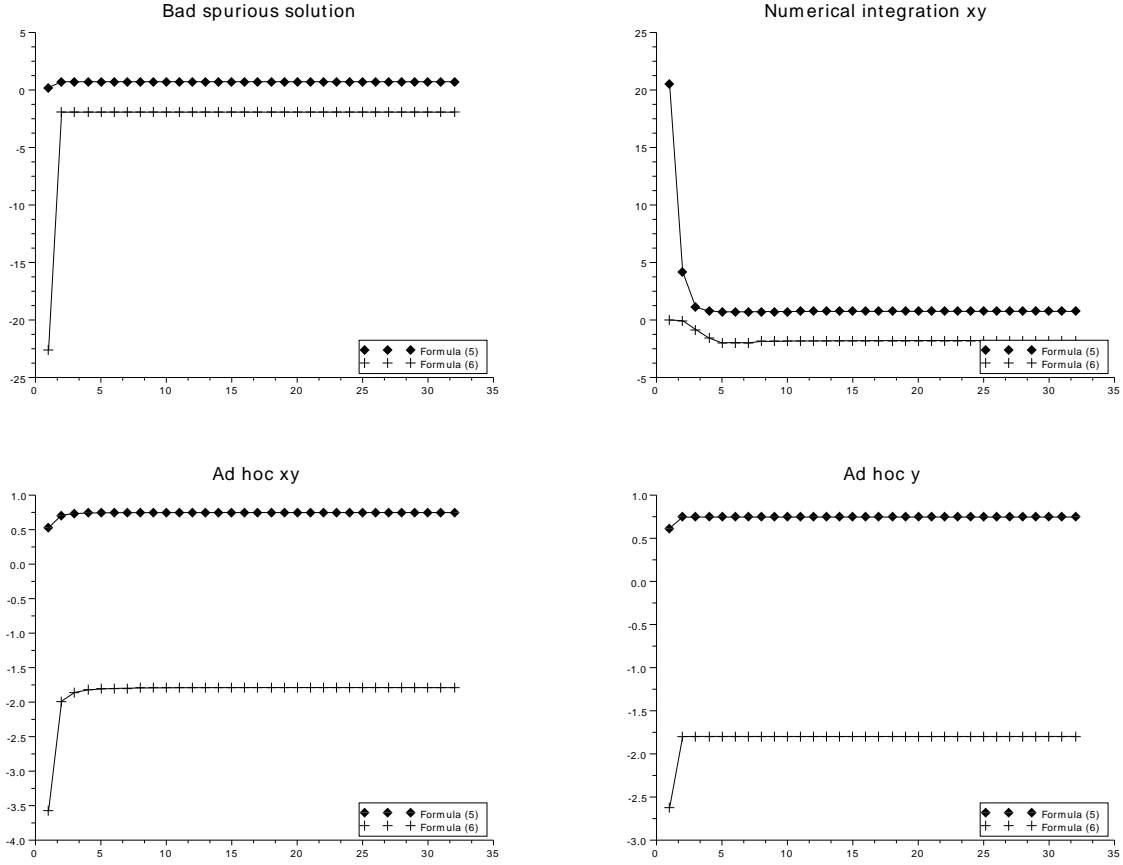 Bad spurious solution
5
0
-5
-10
-15
-20
-25
0 5 10 15 20 25 30 35
Formula (5)
Formula (6)
Numerical integration xy
25
20
15
10
5
0
-5
0 5 10 15 20 25 30 35
Formula (5)
Formula (6)
Ad hoc xy
1.0
0.5
0.0
-0.5
-1.0
-1.5
-2.0
-2.5
-3.0
-3.5
-4.0
0 5 10 15 20 25 30 35
Formula (5)
Formula (6)
Ad hoc y
1.0
0.5
0.0
-0.5
-1.0
-1.5
-2.0
-2.5
-3.0
0 5 10 15 20 25 30 35
Formula (5)
Formula (6)